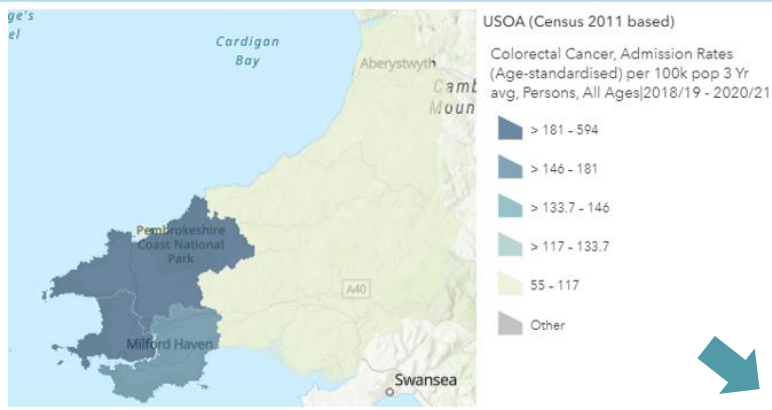 ge's
el
Cardigan
Bay
Aberystwyth
Camb
Moun
Pembrokeshire
Coast National
Park
A40
Milford Haven
Swansea
USOA (Census 2011 based)
Colorectal Cancer, Admission Rates
(Age-standardised) per 100k pop 3 Yr
avg, Persons, All Ages|2018/19 - 2020/21
> 181 - 594
> 146 - 181
> 133.7 - 146
> 117 - 133.7
55 - 117
Other